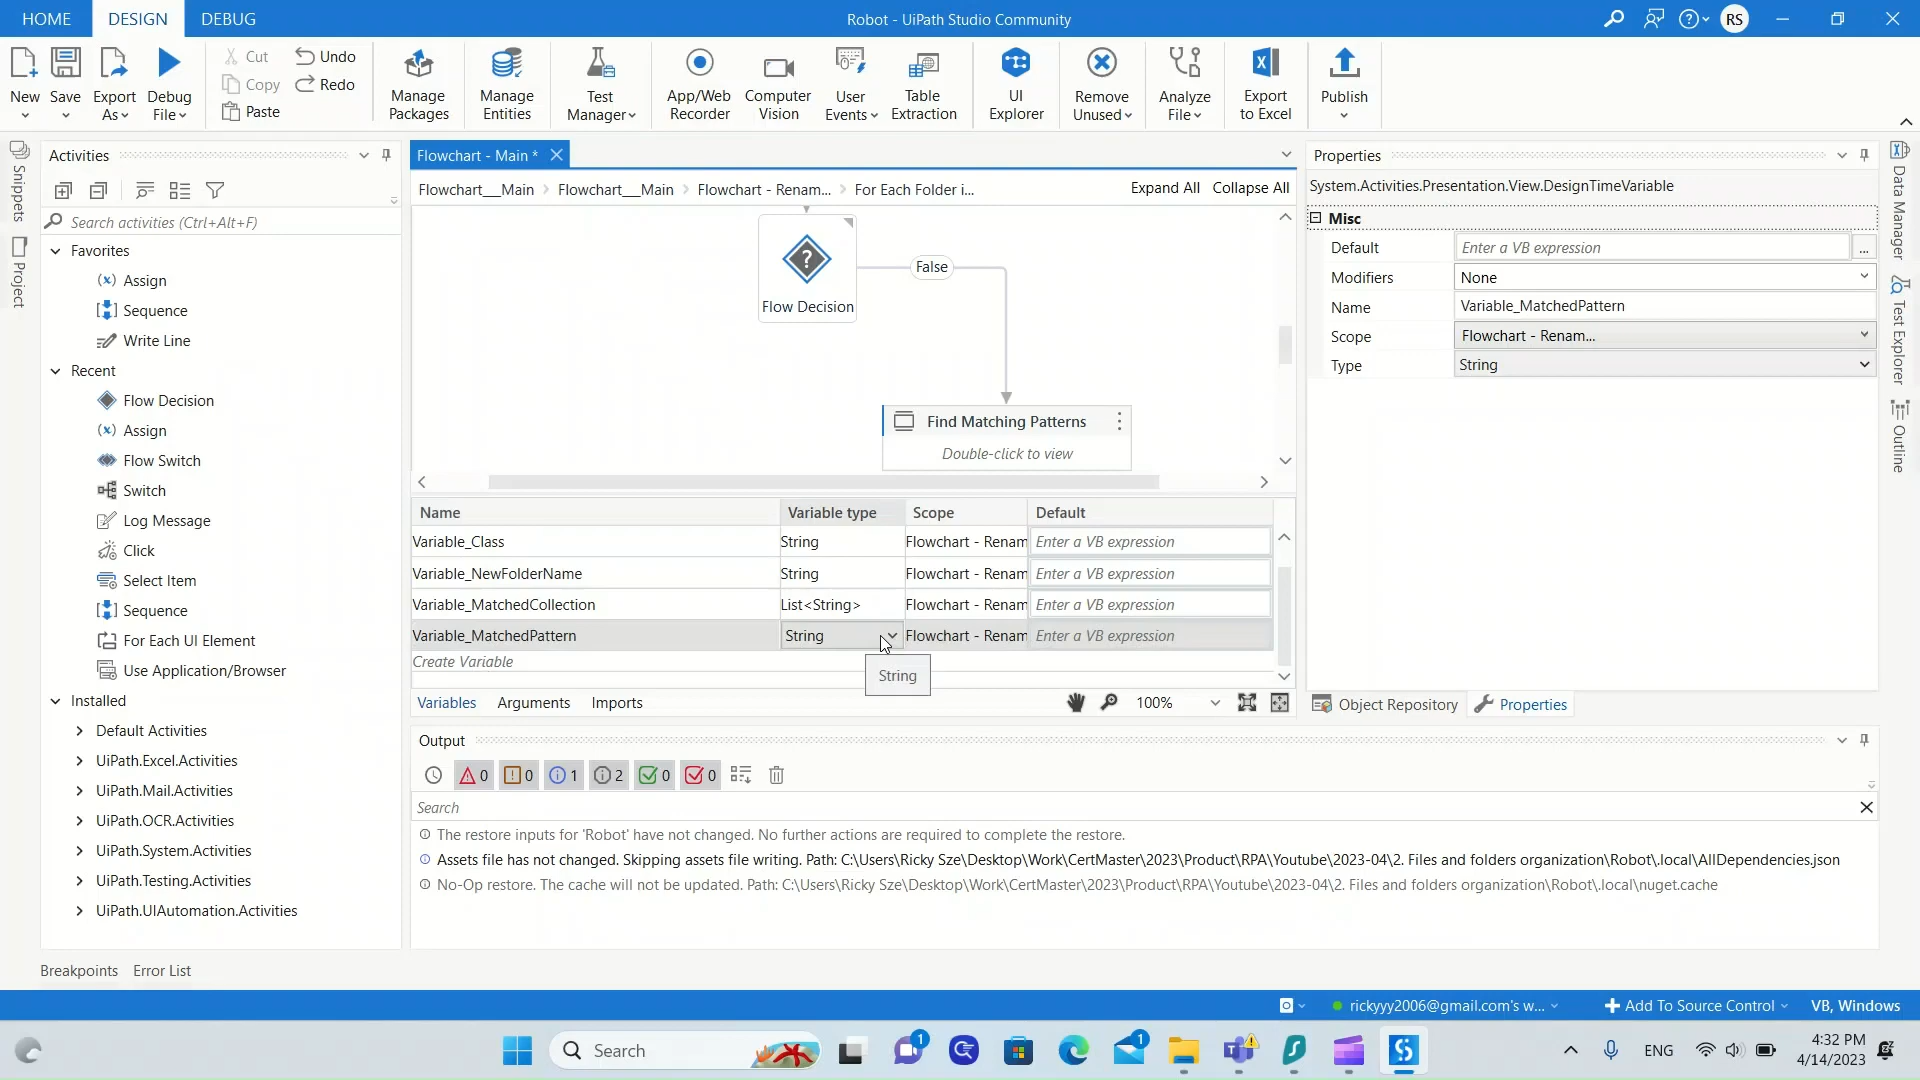 HOME DESIGN DEBUG Robot - UiPath Studio Community RS
New Save Export As Debug File
Cut Copy Paste Undo Redo
Manage Packages Manage Entities Test Manager App/Web Recorder Computer Vision User Events Table Extraction UI Explorer Remove Unused Analyze File Export to Excel Publish
Snippets
Project
Activities
Search activities (Ctrl+Alt+F)
Favorites
Assign
Sequence
Write Line
Recent
Flow Decision
Assign
Flow Switch
Switch
Log Message
Click
Select Item
Sequence
For Each UI Element
Use Application/Browser
Installed
Default Activities
UiPath.Excel.Activities
UiPath.Mail.Activities
UiPath.OCR.Activities
UiPath.System.Activities
UiPath.Testing.Activities
UiPath.UIAutomation.Activities
Flowchart - Main *
Flowchart___Main Flowchart___Main Flowchart - Renam... For Each Folder i... Expand All Collapse All
?
False
Flow Decision
Find Matching Patterns
Double-click to view
Name Variable type Scope Default
Variable_Class String Flowchart - Renam Enter a VB expression
Variable_NewFolderName String Flowchart - Renam Enter a VB expression
Variable_MatchedCollection List<String> Flowchart - Renam Enter a VB expression
Variable_MatchedPattern String Flowchart - Renam Enter a VB expression
Create Variable
String
Variables Arguments Imports 100%
Properties
System.Activities.Presentation.View.DesignTimeVariable
Misc
Default Enter a VB expression ...
Modifiers None
Name Variable_MatchedPattern
Scope Flowchart - Renam...
Type String
Object Repository Properties
Data Manager
Test Explorer
Outline
Output
0 0 1 2 0 0
Search
The restore inputs for 'Robot' have not changed. No further actions are required to complete the restore.
Assets file has not changed. Skipping assets file writing. Path: C:\Users\Ricky Sze\Desktop\Work\CertMaster\2023\Product\RPA\Youtube\2023-04\2. Files and folders organization\Robot\.local\AllDependencies.json
No-Op restore. The cache will not be updated. Path: C:\Users\Ricky Sze\Desktop\Work\CertMaster\2023\Product\RPA\Youtube\2023-04\2. Files and folders organization\Robot\.local\nuget.cache
Breakpoints Error List
rickyyy2006@gmail.com's w... Add To Source Control VB, Windows
Search 1 1 ENG 4:32 PM
4/14/2023